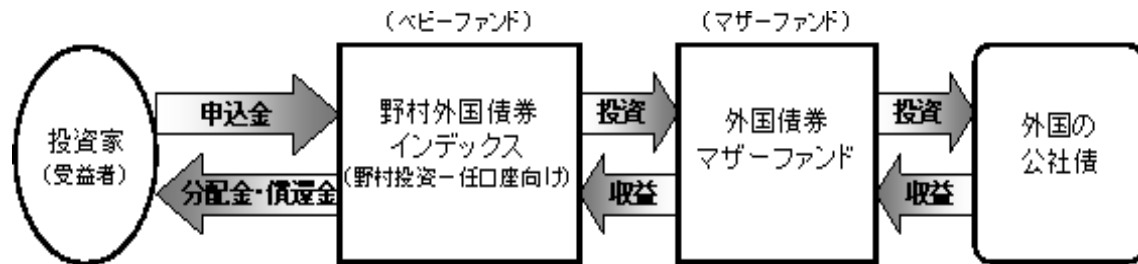 (ベビーファンド)
(マザーファンド)
投資家
(受益者)
申込金
分配金・償還金
野村外国債券
インデックス
(野村投資一任口座向け)
投資
収益
外国債券
マザーファンド
投資
収益
外国の
公社債